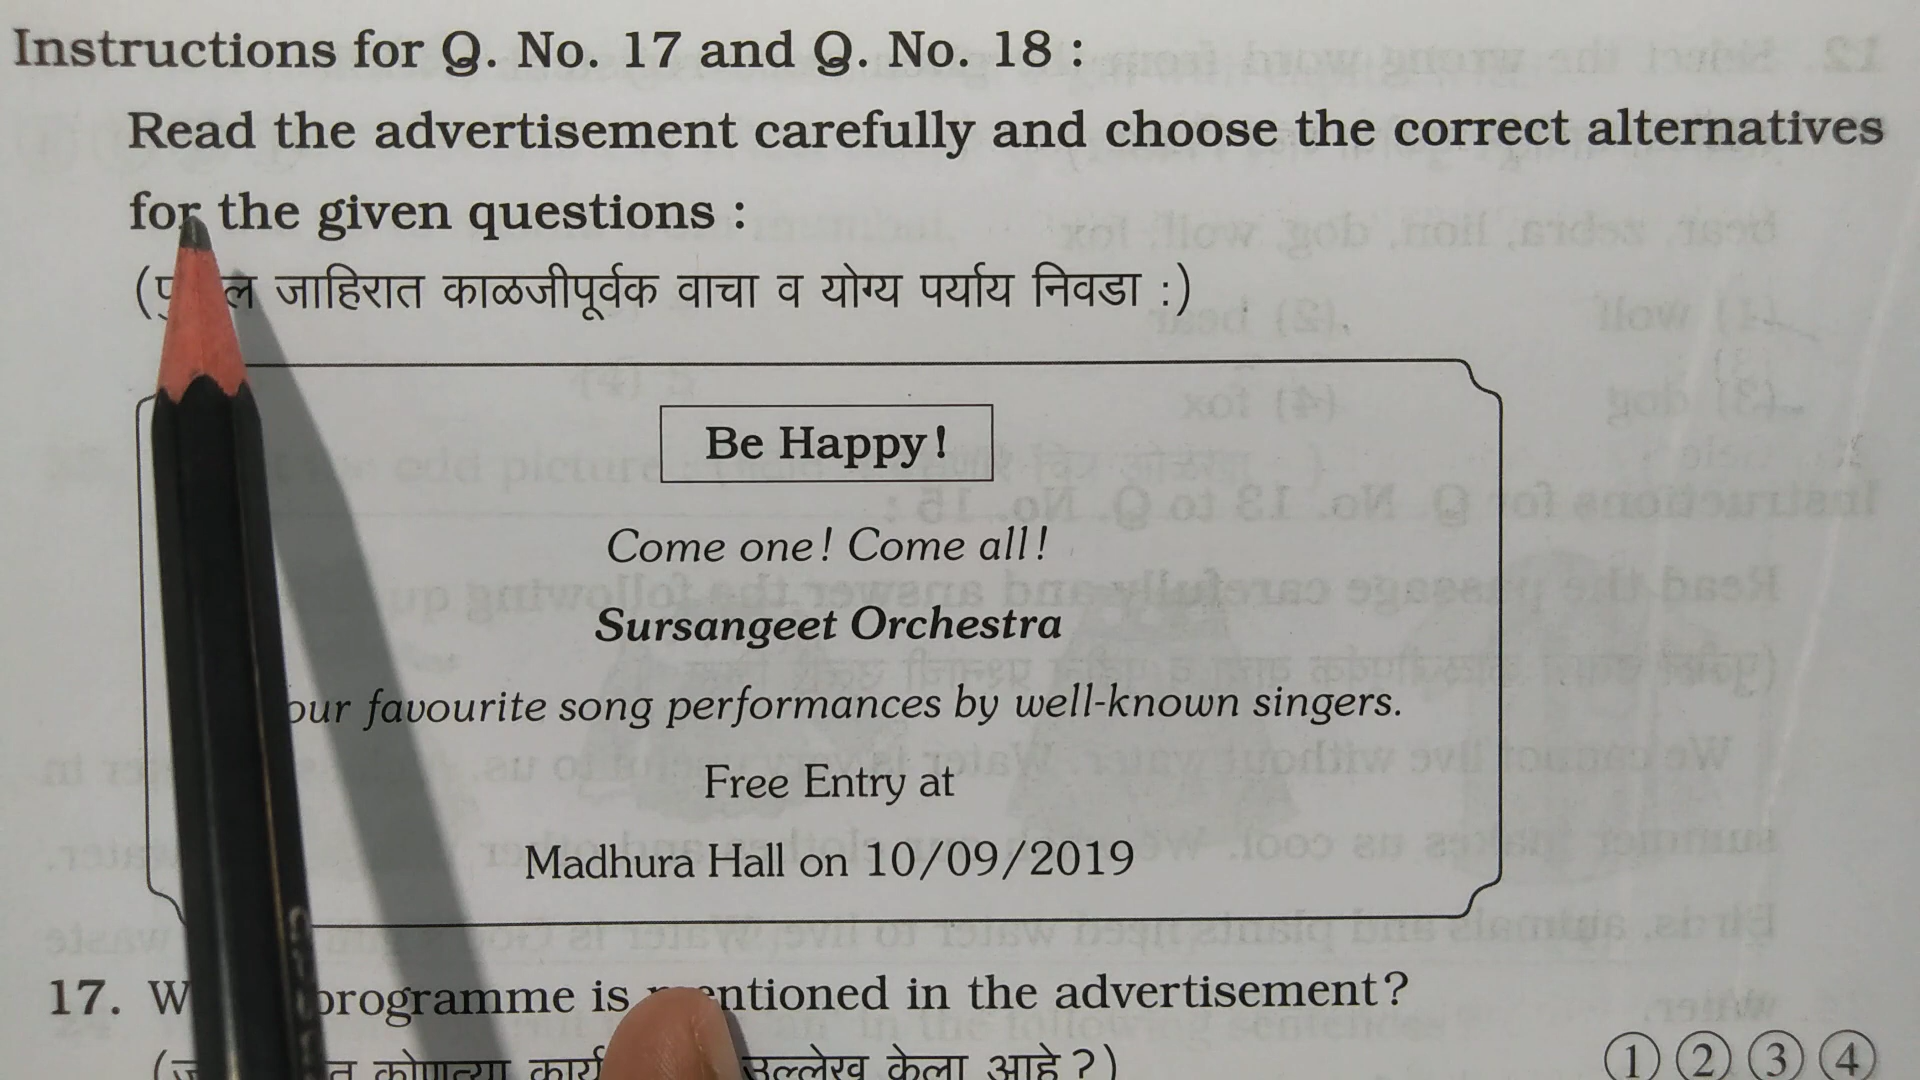 Instructions for Q. No. 17 and Q. No. 18 :
Read the advertisement carefully and choose the correct alternatives
for the given questions :
जाहिरात काळजीपूर्वक वाचा व योग्य पर्याय निवडा :)
Be Happy!
Come one! Come all!
Sursangeet Orchestra
favourite song performances by well-known singers.
Free Entry at
Madhura Hall on 10/09/2019
17. programme is mentioned in the advertisement?
उल्लेख केला आहे ?)
1 2 3 4